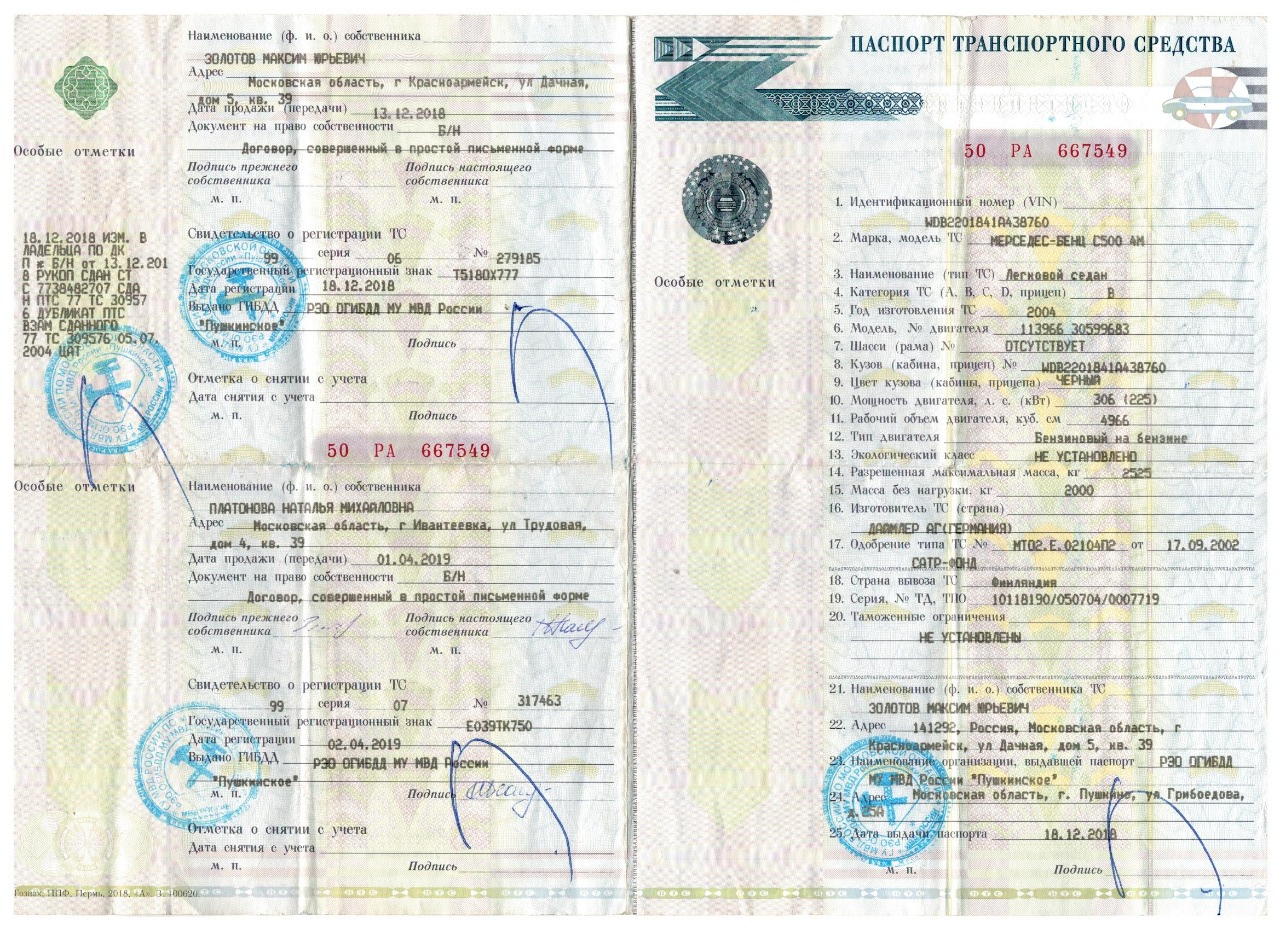 Наименование (ф. и. о.) собственника
ЗОЛОТОВ МАКСИМ ЮРЬЕВИЧ
Адрес Московская область, г Красноармейск, ул Дачная,
дом 5, кв. 39
Дата продажи (передачи) 13.12.2018
Документ на право собственности Б/Н
Договор, совершенный в простой письменной форме
Подпись прежнего собственника
Подпись настоящего собственника
м. п. м. п.
Особые отметки
18.12.2018 ИЗМ. В
ЛАДЕЛЬЦА ПО ДК
П ж Б/Н от 13.12.201
8 РУКОП СДАН СТ
С 7738482707 СДА
Н ПТС 77 ТС 30957
6 ДУБЛИКАТ ПТС
ВЗАМ СДАННОГО
77 ТС 309576 05.07.
2004 ЦАТ
Свидетельство о регистрации ТС
99 серия 06 № 279185
Государственный регистрационный знак Т518ОХ777
Дата регистрации 18.12.2018
Выдано ГИБДД РЭО ОГИБДД МУ МВД России
"Пушкинское"
м. п. Подпись
Отметка о снятии с учета
Дата снятия с учета
м. п. Подпись
50 РА 667549
Особые отметки
Наименование (ф. и. о.) собственника
ПЛАТОНОВА НАТАЛЬЯ МИХАЙЛОВНА
Адрес Московская область, г Ивантеевка, ул Трудовая,
дом 4, кв. 39
Дата продажи (передачи) 01.04.2019
Документ на право собственности Б/Н
Договор, совершенный в простой письменной форме
Подпись прежнего собственника
Подпись настоящего собственника
м. п. м. п.
Свидетельство о регистрации ТС
99 серия 07 № 317463
Государственный регистрационный знак Е039ТК750
Дата регистрации 02.04.2019
Выдано ГИБДД РЭО ОГИБДД МУ МВД России
"Пушкинское"
м. п. Подпись
Отметка о снятии с учета
Дата снятия с учета
м. п. Подпись
Гознак, ППФ, Пермь, 2018, «А».
ПАСПОРТ ТРАНСПОРТНОГО СРЕДСТВА
50 РА 667549
Особые отметки
1. Идентификационный номер (VIN)
WDB2201841A438760
2. Марка, модель ТС МЕРСЕДЕС-БЕНЦ С500 4М
3. Наименование (тип ТС) Легковой седан
4. Категория ТС (А, В, С, D, прицеп) В
5. Год изготовления ТС 2004
6. Модель, № двигателя 113966 30599683
7. Шасси (рама) № ОТСУТСТВУЕТ
8. Кузов (кабина, прицеп) № WDB2201841A438760
9. Цвет кузова (кабины, прицепа) ЧЕРНЫЙ
10. Мощность двигателя, л. с. (кВт) 306 (225)
11. Рабочий объем двигателя, куб. см 4966
12. Тип двигателя Бензиновый на бензине
13. Экологический класс НЕ УСТАНОВЛЕНО
14. Разрешенная максимальная масса, кг 2525
15. Масса без нагрузки, кг 2000
16. Изготовитель ТС (страна)
ДАЙМЛЕР АГ(ГЕРМАНИЯ)
17. Одобрение типа ТС № МТ02.Е.02104П2 от 17.09.2002
САТР-ФОНД
18. Страна вывоза ТС Финляндия
19. Серия, № ТД, ТПО 10118190/050704/0007719
20. Таможенные ограничения
НЕ УСТАНОВЛЕНЫ
21. Наименование (ф. и. о.) собственника ТС
ЗОЛОТОВ МАКСИМ ЮРЬЕВИЧ
22. Адрес 141292, Россия, Московская область, г
Красноармейск, ул Дачная, дом 5, кв. 39
23. Наименование организации, выдавшей паспорт РЭО ОГИБДД
МУ МВД России "Пушкинское"
24. Адрес Московская область, г. Пушкино, ул.Грибоедова,
д.25А
25. Дата выдачи паспорта 18.12.2018
м. п. Подпись